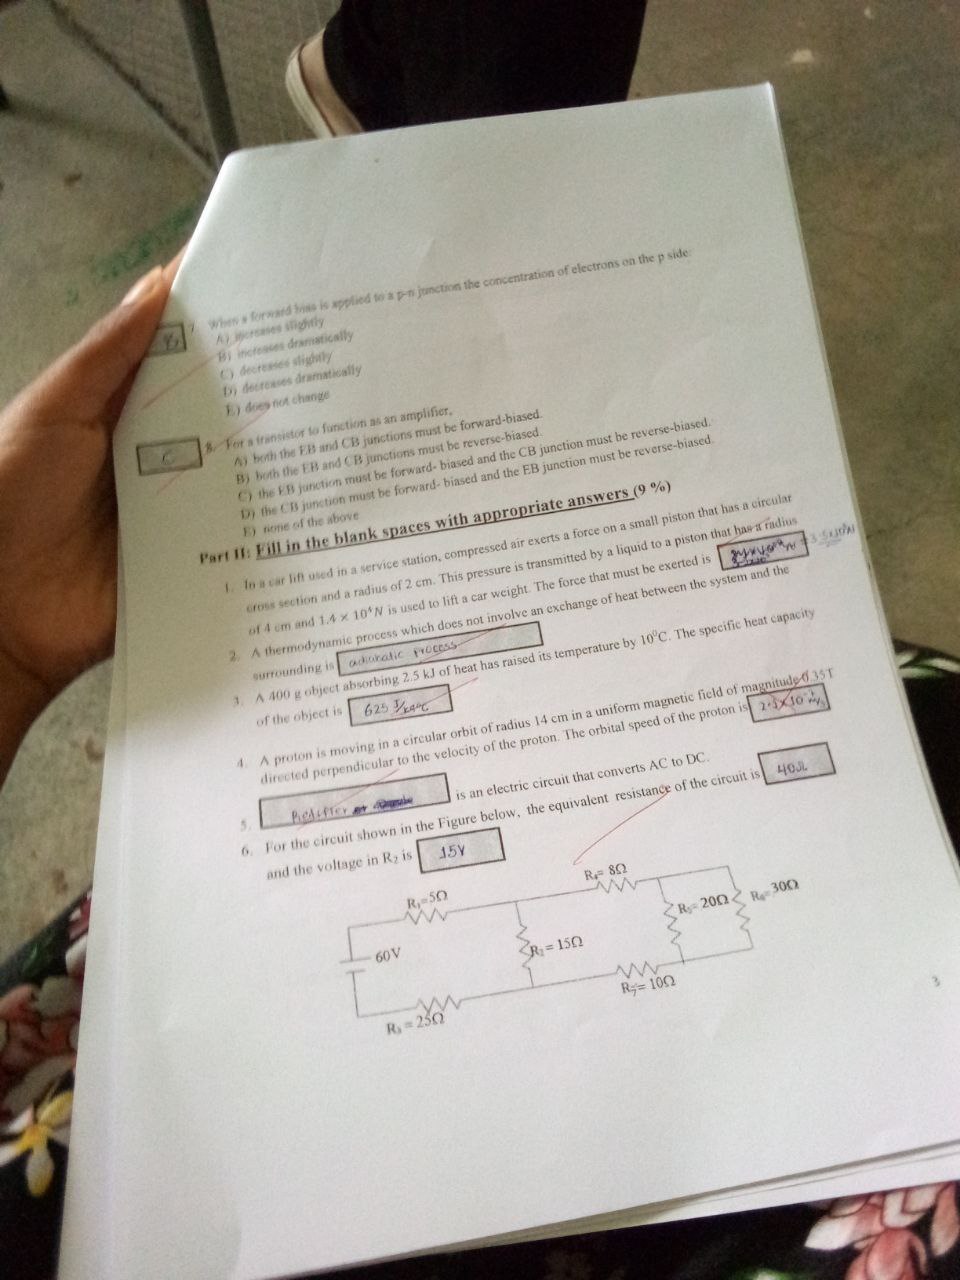 7. When a forward bias is applied to a p-n junction the concentration of electrons on the p side:
A) increases slightly
B) increases dramatically
C) decreases slightly
D) decreases dramatically
E) does not change
C
8. For a transistor to function as an amplifier,
A) both the EB and CB junctions must be forward-biased.
B) both the EB and CB junctions must be reverse-biased.
C) the EB junction must be forward- biased and the CB junction must be reverse-biased.
D) the CB junction must be forward- biased and the EB junction must be reverse-biased.
E) none of the above
Part II: Fill in the blank spaces with appropriate answers (9 %)
1. In a car lift used in a service station, compressed air exerts a force on a small piston that has a circular
cross section and a radius of 2 cm. This pressure is transmitted by a liquid to a piston that has a radius
of 4 cm and 1.4 × 10⁴N is used to lift a car weight. The force that must be exerted is
2. A thermodynamic process which does not involve an exchange of heat between the system and the
surrounding is adiabatic process
3. A 400 g object absorbing 2.5 kJ of heat has raised its temperature by 10⁰C. The specific heat capacity
of the object is 625 J/kg°C
4. A proton is moving in a circular orbit of radius 14 cm in a uniform magnetic field of magnitude 0.35T
directed perpendicular to the velocity of the proton. The orbital speed of the proton is
5. Rectifier is an electric circuit that converts AC to DC.
6. For the circuit shown in the Figure below, the equivalent resistance of the circuit is 40Ω
and the voltage in R₂ is 15V
R₁=5Ω
R₄= 8Ω
60V
R₂= 15Ω
R₅= 20Ω
R₆=30Ω
R₇= 10Ω
R₃ = 25Ω
3